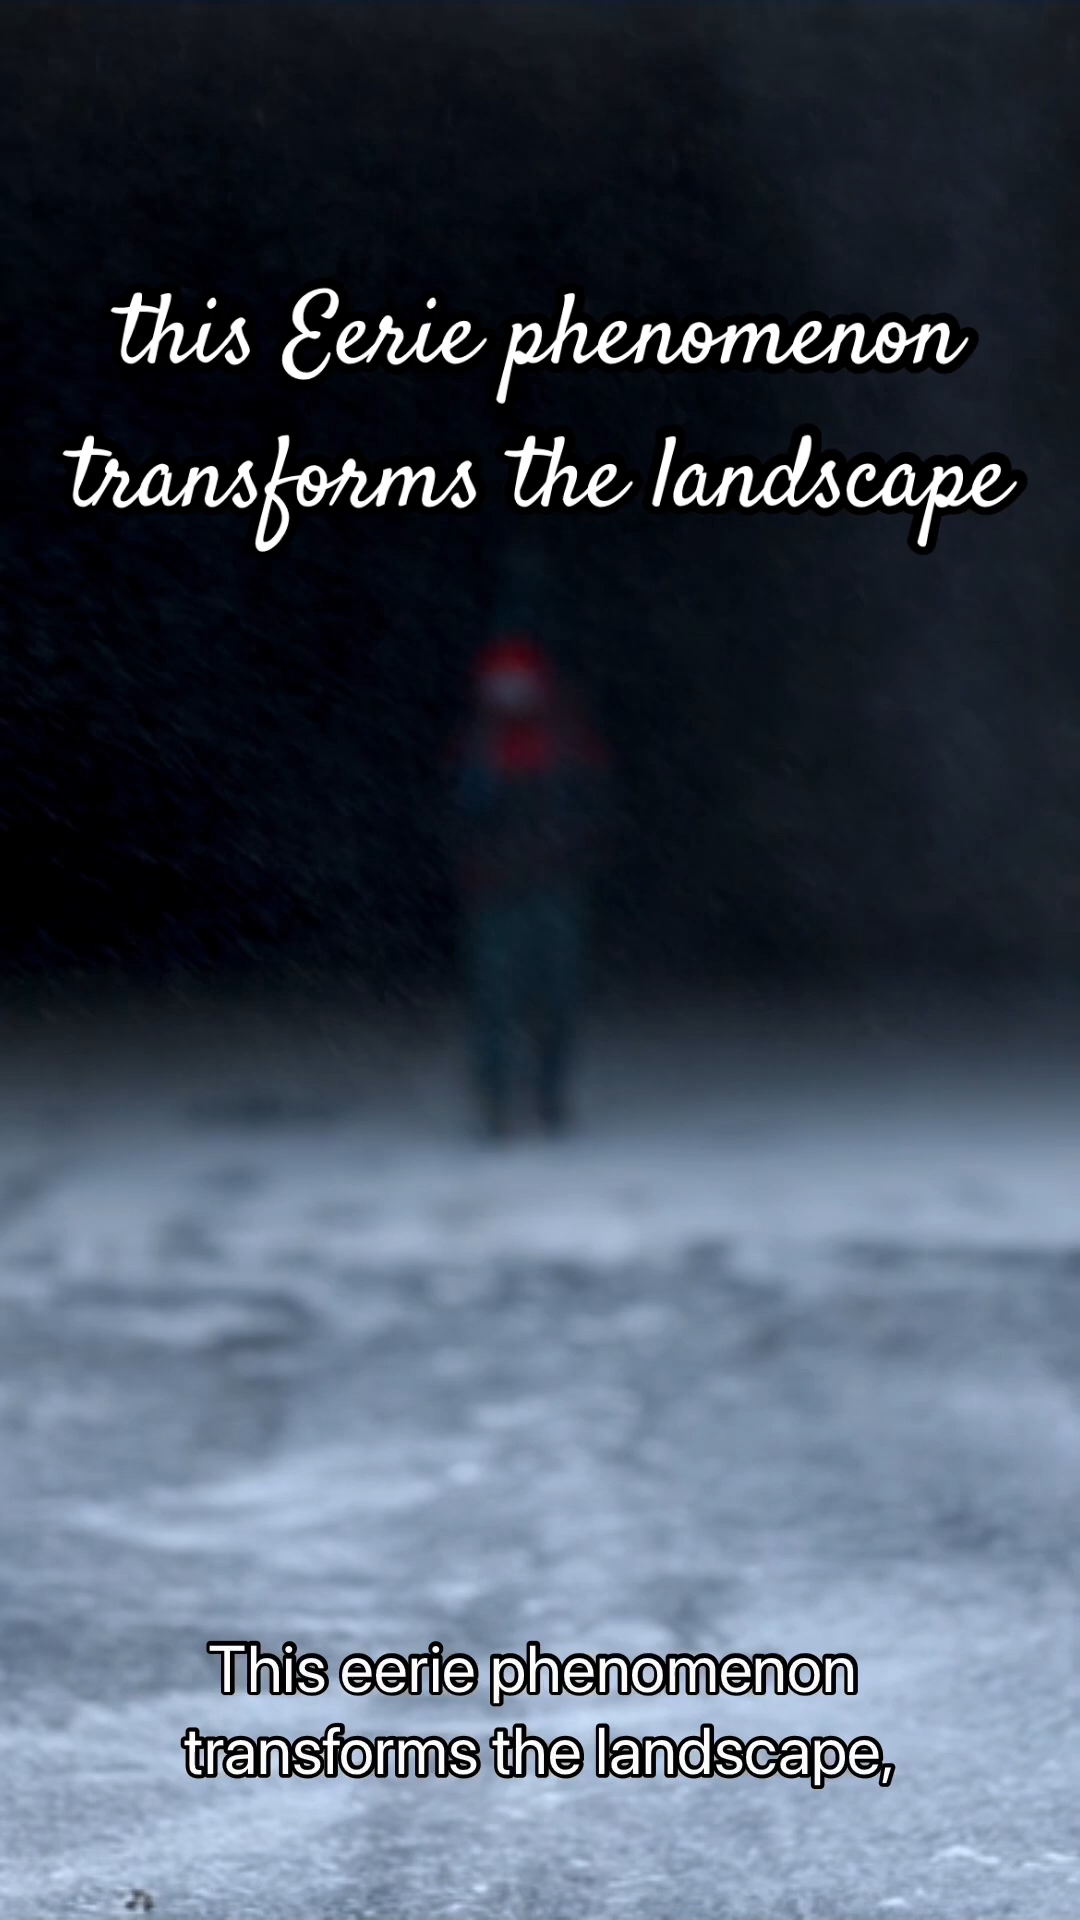 this Eerie phenomenon
transforms the landscape
This eerie phenomenon
transforms the landscape,